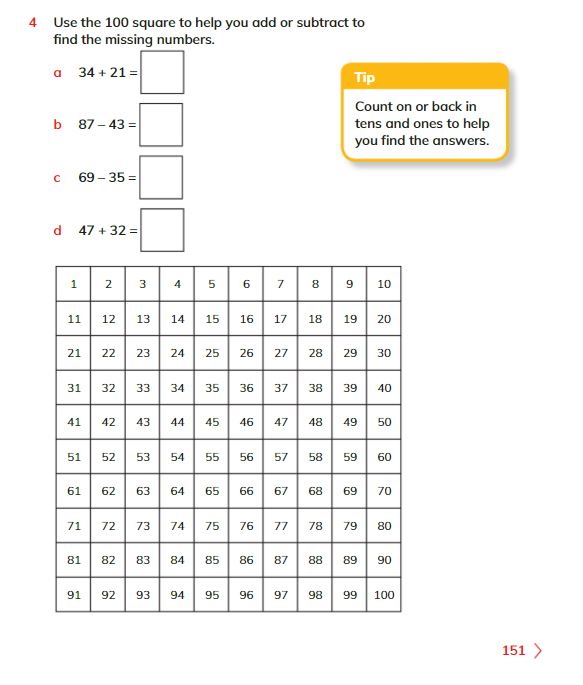 4 Use the 100 square to help you add or subtract to
find the missing numbers.
a 34 + 21 =
b 87 – 43 =
c 69 – 35 =
d 47 + 32 =
Tip
Count on or back in
tens and ones to help
you find the answers.
1 2 3 4 5 6 7 8 9 10
11 12 13 14 15 16 17 18 19 20
21 22 23 24 25 26 27 28 29 30
31 32 33 34 35 36 37 38 39 40
41 42 43 44 45 46 47 48 49 50
51 52 53 54 55 56 57 58 59 60
61 62 63 64 65 66 67 68 69 70
71 72 73 74 75 76 77 78 79 80
81 82 83 84 85 86 87 88 89 90
91 92 93 94 95 96 97 98 99 100
151